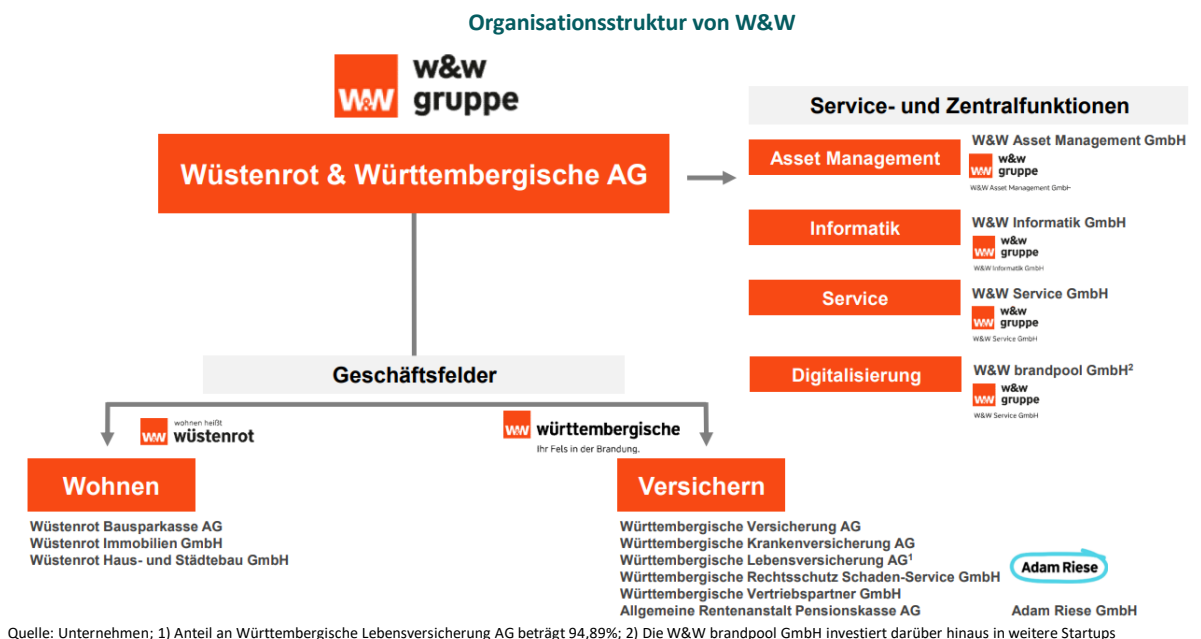 Organisationsstruktur von W&W
W&W
w&w
gruppe
Wüstenrot & Württembergische AG
Service- und Zentralfunktionen
Asset Management
W&W Asset Management GmbH
W&W
w&w
gruppe
W&W Asset Management GmbH
Informatik
W&W Informatik GmbH
W&W
w&w
gruppe
W&W Informatik GmbH
Service
W&W Service GmbH
W&W
w&w
gruppe
W&W Service GmbH
Digitalisierung
W&W brandpool GmbH²
W&W
w&w
gruppe
W&W Service GmbH
Geschäftsfelder
W&W
wohnen heißt
wüstenrot
W&W
württembergische
Ihr Fels in der Brandung.
Wohnen
Wüstenrot Bausparkasse AG
Wüstenrot Immobilien GmbH
Wüstenrot Haus- und Städtebau GmbH
Versichern
Württembergische Versicherung AG
Württembergische Krankenversicherung AG
Württembergische Lebensversicherung AG¹
Württembergische Rechtsschutz Schaden-Service GmbH
Württembergische Vertriebspartner GmbH
Allgemeine Rentenanstalt Pensionskasse AG
Adam Riese
Adam Riese GmbH
Quelle: Unternehmen; 1) Anteil an Württembergische Lebensversicherung AG beträgt 94,89%; 2) Die W&W brandpool GmbH investiert darüber hinaus in weitere Startups